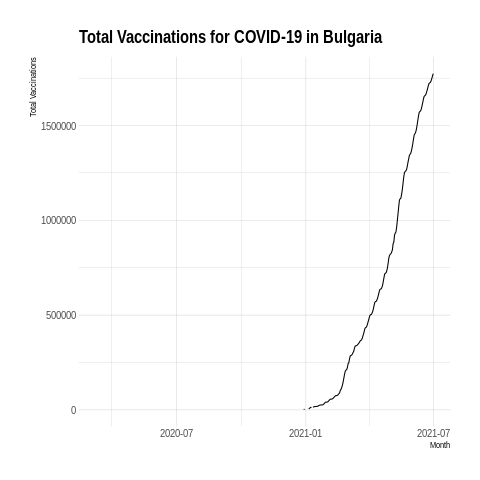 Total Vaccinations for COVID-19 in Bulgaria
Total Vaccinations
1500000
1000000
500000
0
2020-07 2021-01 2021-07
Month